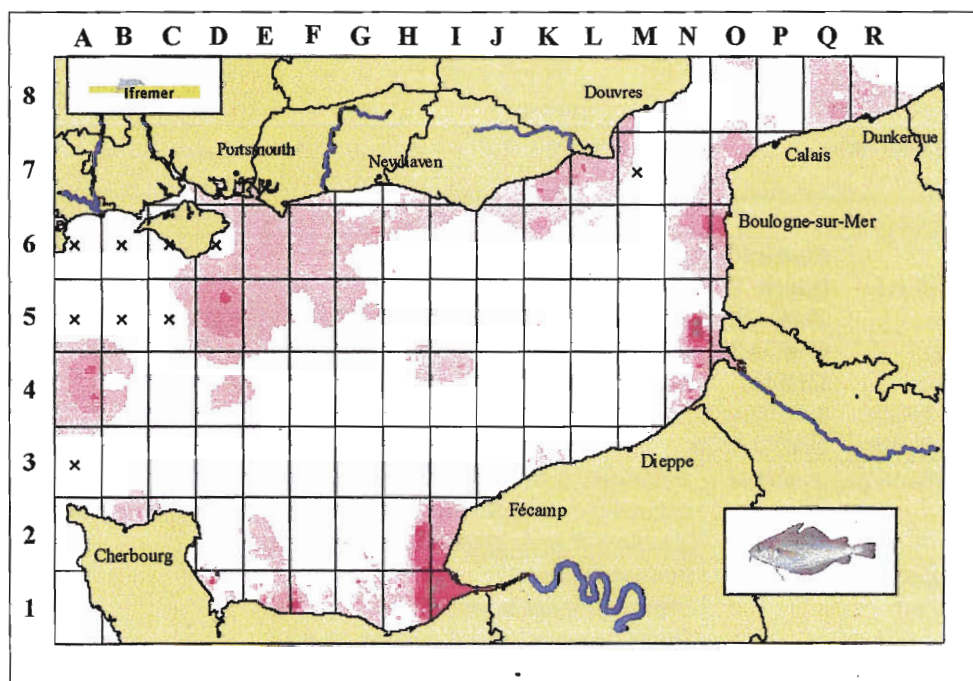 A B C D E F G H I J K L M N O P Q R
8
Ifremer
Douvres
Dunkerque
7
Portsmouth
Newhaven
Calais
×
6
Boulogne-sur-Mer
× × × ×
5
× × ×
4
3
×
Dieppe
Fécamp
2
Cherbourg
1